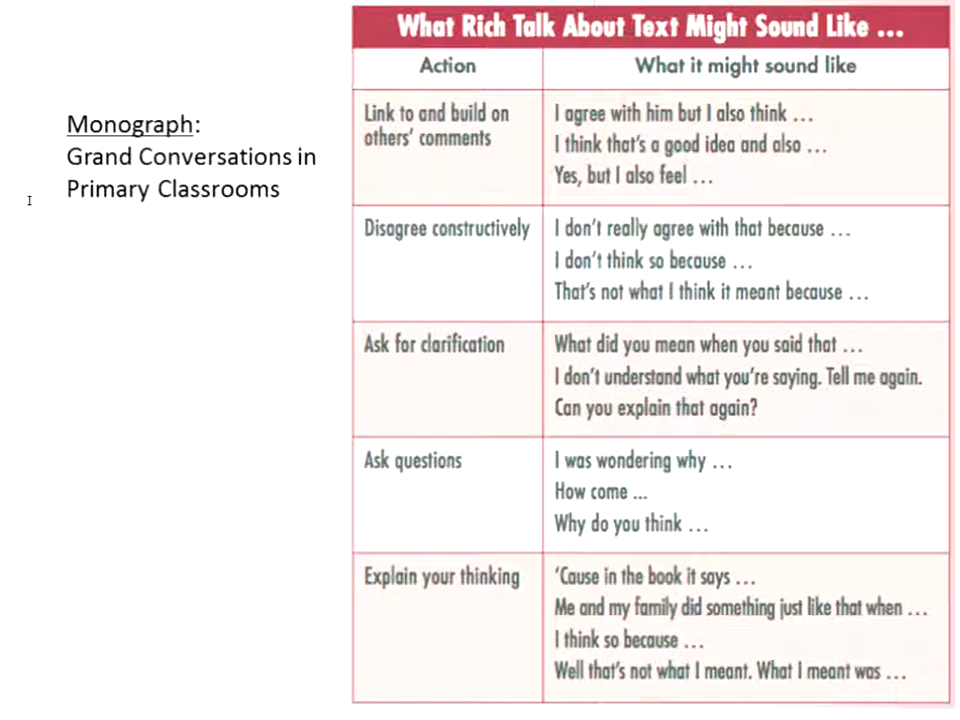 Monograph:
Grand Conversations in
Primary Classrooms
What Rich Talk About Text Might Sound Like ...
Action
What it might sound like
Link to and build on
others' comments
I agree with him but I also think ...
I think that's a good idea and also ...
Yes, but I also feel ...
Disagree constructively
I don't really agree with that because ...
I don't think so because ...
That's not what I think it meant because ...
Ask for clarification
What did you mean when you said that ...
I don't understand what you're saying. Tell me again.
Can you explain that again?
Ask questions
I was wondering why ...
How come ...
Why do you think ...
Explain your thinking
'Cause in the book it says ...
Me and my family did something just like that when ...
I think so because ...
Well that's not what I meant. What I meant was ...